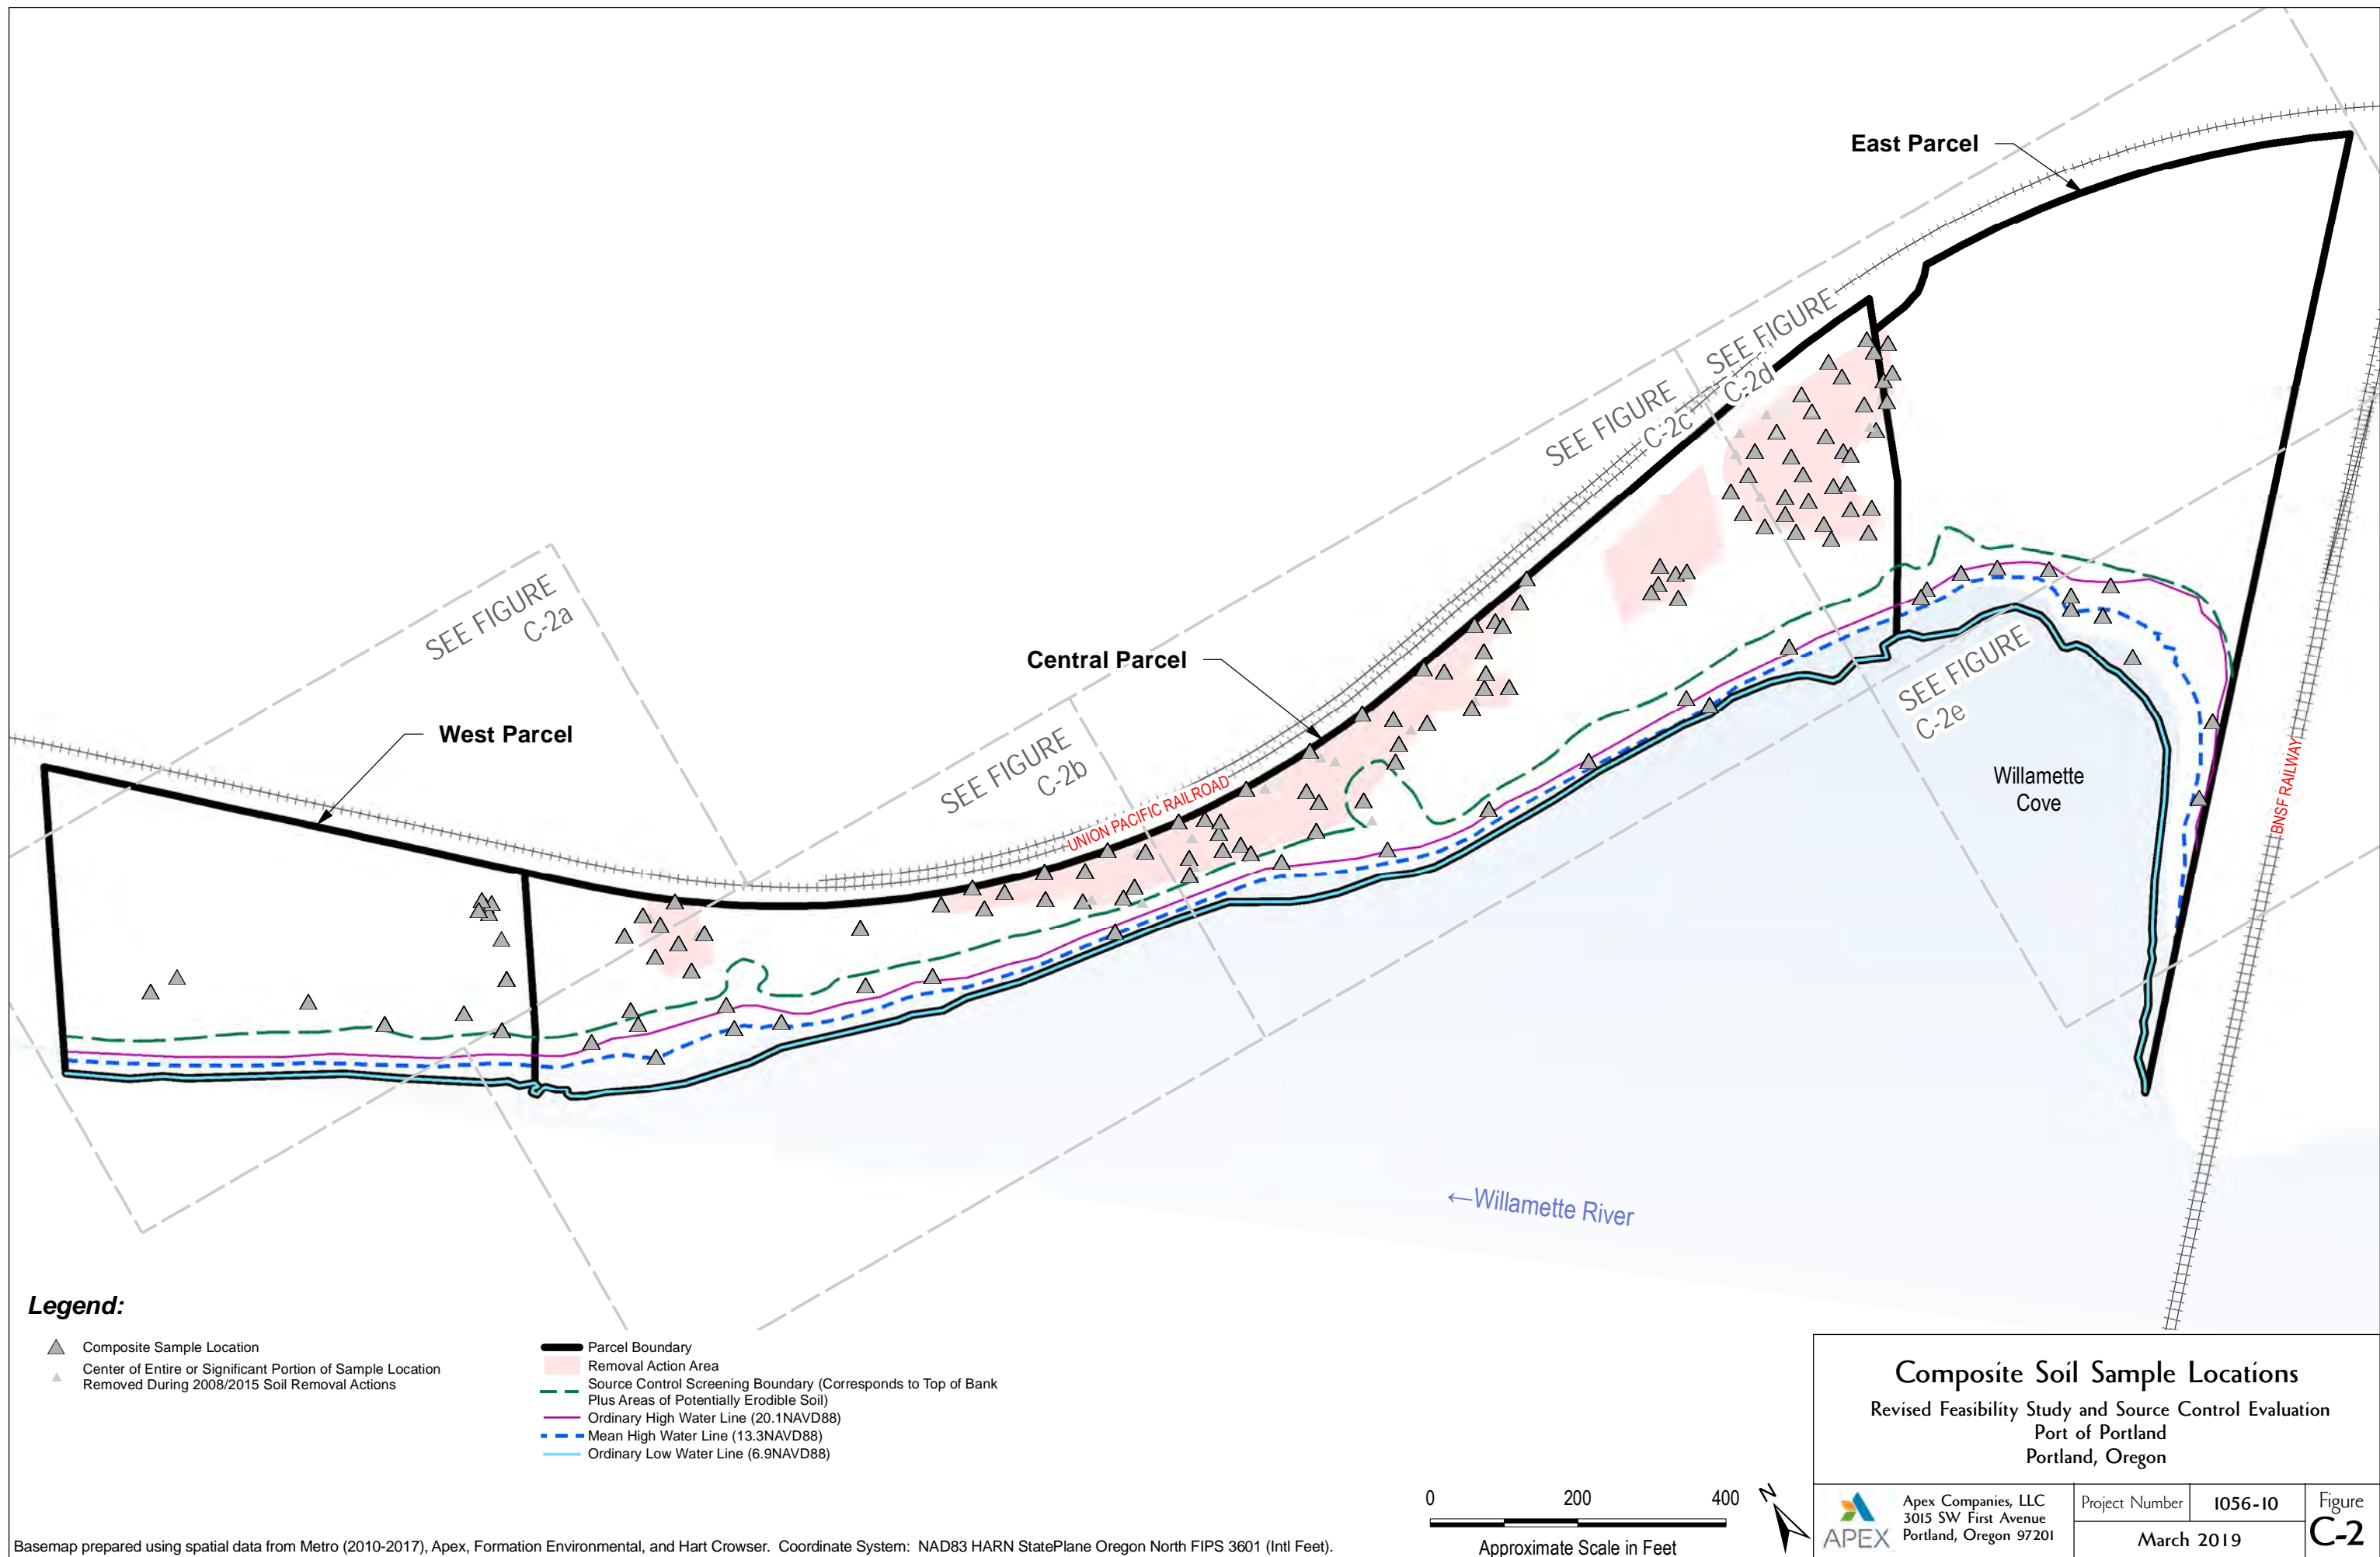 East Parcel
SEE FIGURE
C-2d
SEE FIGURE
C-2c
SEE FIGURE
C-2a
Central Parcel
SEE FIGURE
C-2e
West Parcel
SEE FIGURE
C-2b
UNION PACIFIC RAILROAD
Willamette
Cove
BNSF RAILWAY
←Willamette River
Legend:
Composite Sample Location
Center of Entire or Significant Portion of Sample Location
Removed During 2008/2015 Soil Removal Actions
Parcel Boundary
Removal Action Area
Source Control Screening Boundary (Corresponds to Top of Bank
Plus Areas of Potentially Erodible Soil)
Ordinary High Water Line (20.1NAVD88)
Mean High Water Line (13.3NAVD88)
Ordinary Low Water Line (6.9NAVD88)
0 200 400
Approximate Scale in Feet
N
Composite Soil Sample Locations
Revised Feasibility Study and Source Control Evaluation
Port of Portland
Portland, Oregon
APEX
Apex Companies, LLC
3015 SW First Avenue
Portland, Oregon 97201
Project Number 1056-10
March 2019
Figure
C-2
Basemap prepared using spatial data from Metro (2010-2017), Apex, Formation Environmental, and Hart Crowser. Coordinate System: NAD83 HARN StatePlane Oregon North FIPS 3601 (Intl Feet).